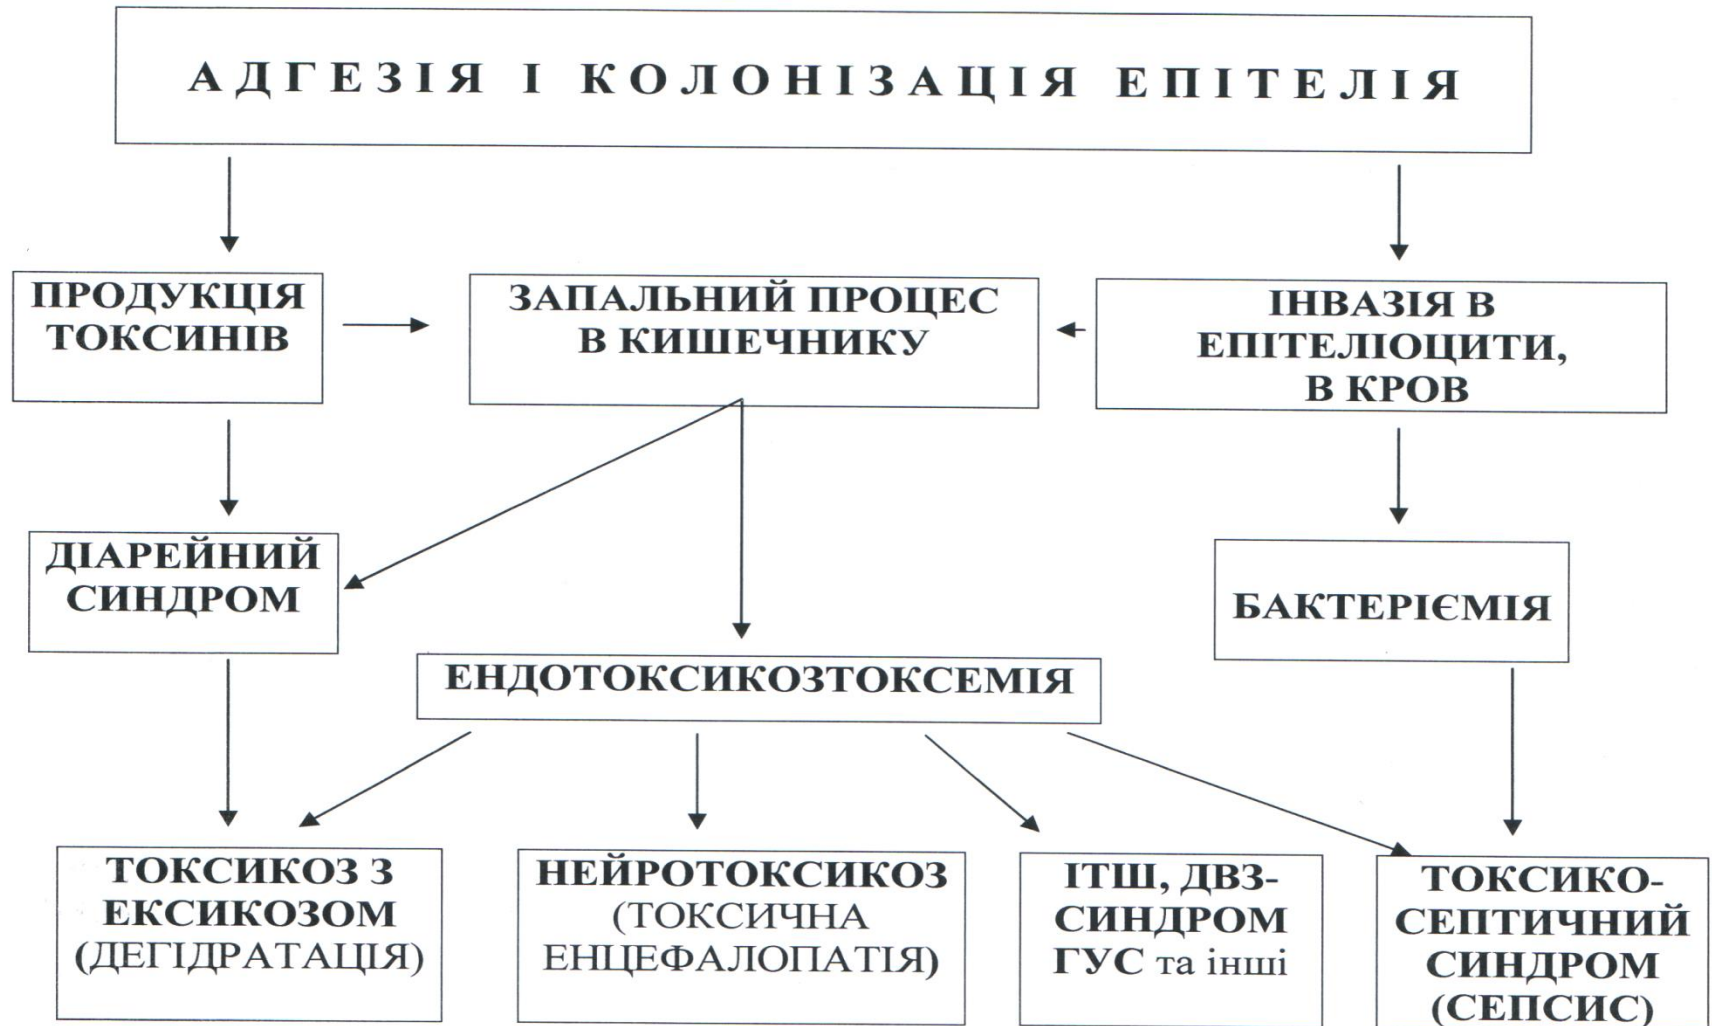 АДГЕЗІЯ І КОЛОНІЗАЦІЯ ЕПІТЕЛІЯ
ПРОДУКЦІЯ
ТОКСИНІВ
ЗАПАЛЬНИЙ ПРОЦЕС
В КИШЕЧНИКУ
ІНВАЗІЯ В
ЕПІТЕЛІОЦИТИ,
В КРОВ
ДІАРЕЙНИЙ
СИНДРОМ
БАКТЕРІЄМІЯ
ЕНДОТОКСИКОЗТОКСЕМІЯ
ТОКСИКОЗ З
ЕКСИКОЗОМ
(ДЕГІДРАТАЦІЯ)
НЕЙРОТОКСИКОЗ
(ТОКСИЧНА
ЕНЦЕФАЛОПАТІЯ)
ІТШ, ДВЗ-
СИНДРОМ
ГУС та інші
ТОКСИКО-
СЕПТИЧНИЙ
СИНДРОМ
(СЕПСИС)